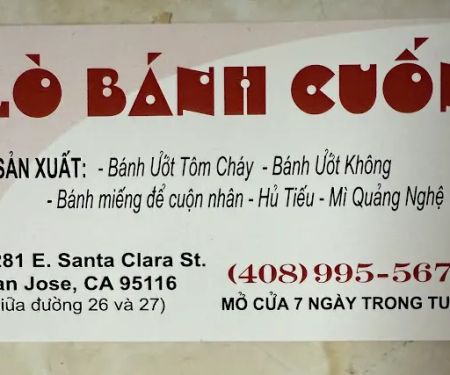 LÒ BÁNH CUỐN
SẢN XUẤT: - Bánh Ướt Tôm Cháy - Bánh Ướt Không
- Bánh miếng để cuộn nhân - Hủ Tiếu - Mì Quảng Nghệ
281 E. Santa Clara St.
an Jose, CA 95116
iữa đường 26 và 27)
(408) 995-567
MỞ CỬA 7 NGÀY TRONG TU